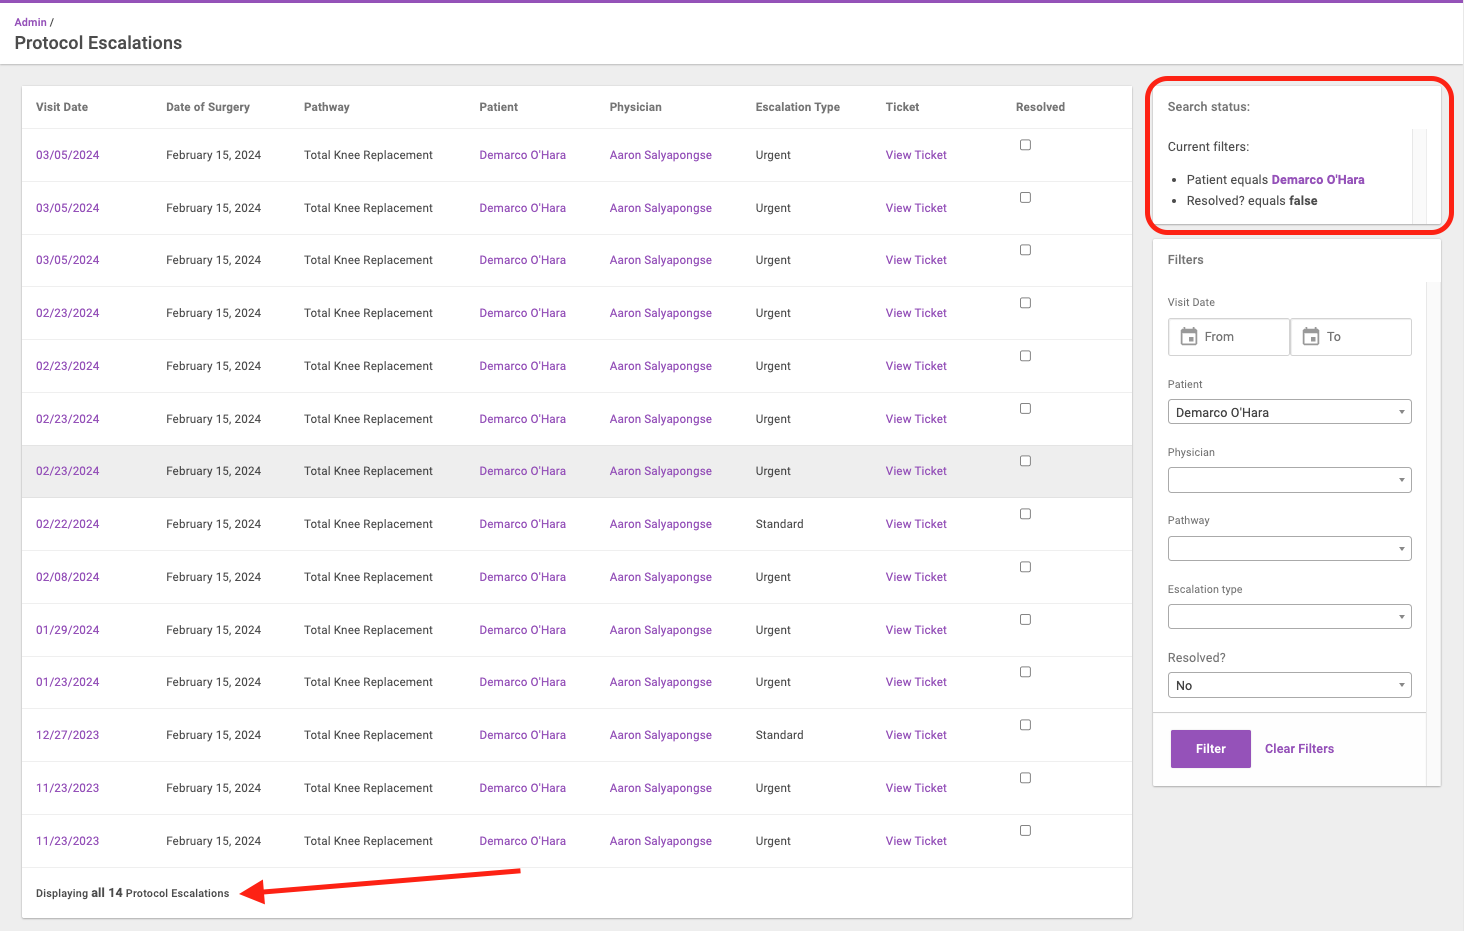 Admin /
Protocol Escalations
Visit Date Date of Surgery Pathway Patient Physician Escalation Type Ticket Resolved
03/05/2024 February 15, 2024 Total Knee Replacement Demarco O'Hara Aaron Salyapongse Urgent View Ticket
03/05/2024 February 15, 2024 Total Knee Replacement Demarco O'Hara Aaron Salyapongse Urgent View Ticket
03/05/2024 February 15, 2024 Total Knee Replacement Demarco O'Hara Aaron Salyapongse Urgent View Ticket
02/23/2024 February 15, 2024 Total Knee Replacement Demarco O'Hara Aaron Salyapongse Urgent View Ticket
02/23/2024 February 15, 2024 Total Knee Replacement Demarco O'Hara Aaron Salyapongse Urgent View Ticket
02/23/2024 February 15, 2024 Total Knee Replacement Demarco O'Hara Aaron Salyapongse Urgent View Ticket
02/23/2024 February 15, 2024 Total Knee Replacement Demarco O'Hara Aaron Salyapongse Urgent View Ticket
02/22/2024 February 15, 2024 Total Knee Replacement Demarco O'Hara Aaron Salyapongse Standard View Ticket
02/08/2024 February 15, 2024 Total Knee Replacement Demarco O'Hara Aaron Salyapongse Urgent View Ticket
01/29/2024 February 15, 2024 Total Knee Replacement Demarco O'Hara Aaron Salyapongse Urgent View Ticket
01/23/2024 February 15, 2024 Total Knee Replacement Demarco O'Hara Aaron Salyapongse Urgent View Ticket
12/27/2023 February 15, 2024 Total Knee Replacement Demarco O'Hara Aaron Salyapongse Standard View Ticket
11/23/2023 February 15, 2024 Total Knee Replacement Demarco O'Hara Aaron Salyapongse Urgent View Ticket
11/23/2023 February 15, 2024 Total Knee Replacement Demarco O'Hara Aaron Salyapongse Urgent View Ticket
Displaying all 14 Protocol Escalations
Search status:
Current filters:
• Patient equals Demarco O'Hara
• Resolved? equals false
Filters
Visit Date
From To
Patient
Demarco O'Hara
Physician
Pathway
Escalation type
Resolved?
No
Filter Clear Filters